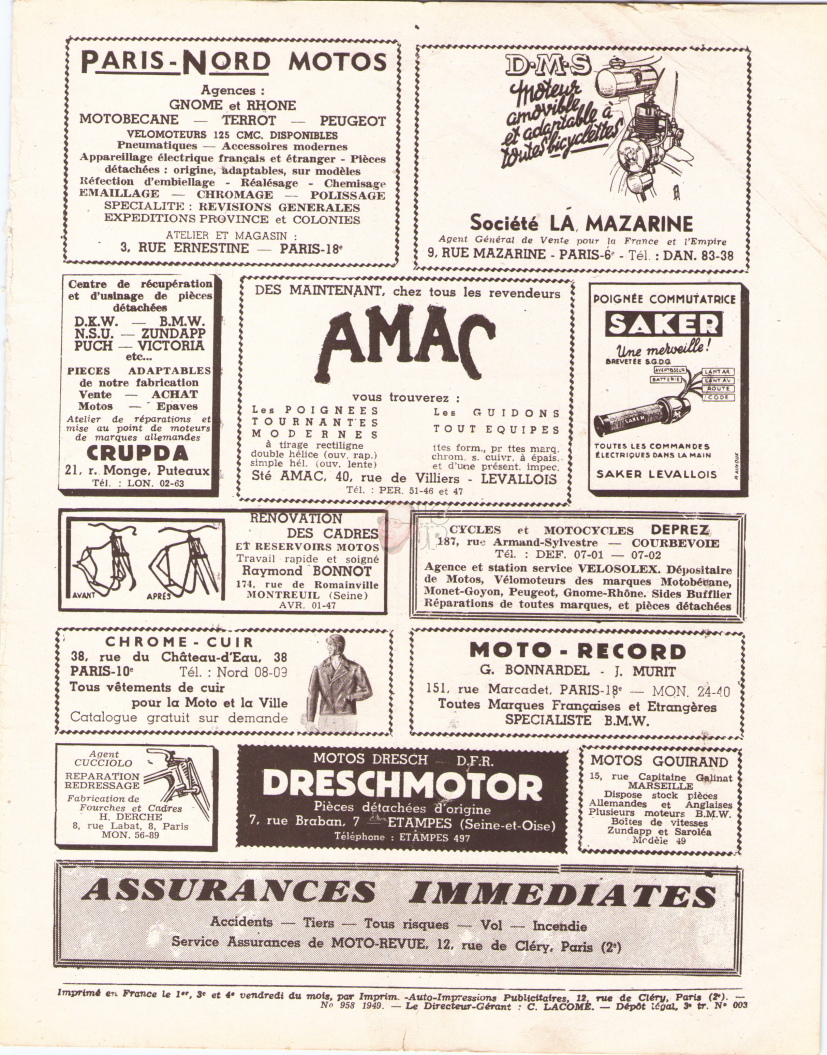 PARIS-NORD MOTOS
Agences :
GNOME et RHONE
MOTOBECANE — TERROT — PEUGEOT
VELOMOTEURS 125 CMC. DISPONIBLES
Pneumatiques — Accessoires modernes
Appareillage électrique français et étranger - Pièces
détachées : origine, adaptables, sur modèles
Réfection d'embiellage - Réalésage - Chemisage
EMAILLAGE — CHROMAGE — POLISSAGE
SPECIALITE : REVISIONS GENERALES
EXPEDITIONS PROVINCE et COLONIES
ATELIER ET MAGASIN :
3, RUE ERNESTINE — PARIS-18e
D·M·S
Moteur
amovible
et adaptable à
toutes bicyclettes
Société LA MAZARINE
Agent Général de Vente pour la France et l'Empire
9, RUE MAZARINE - PARIS-6e - Tél. : DAN. 83-38
Centre de récupération
et d'usinage de pièces
détachées
D.K.W. — B.M.W.
N.S.U. — ZUNDAPP
PUCH — VICTORIA
etc...
PIECES ADAPTABLES
de notre fabrication
Vente — ACHAT
Motos — Epaves
Atelier de réparations et
mise au point de moteurs
de marques allemandes
CRUPDA
21, r. Monge, Puteaux
Tél. : LON. 02-63
DES MAINTENANT, chez tous les revendeurs
AMAC
vous trouverez :
Les POIGNEES
TOURNANTES
MODERNES
à tirage rectiligne
double hélice (ouv. rap.)
simple hél. (ouv. lente)
Les GUIDONS
TOUT EQUIPES
ttes form., pr ttes marq.
chrom. s. cuivr. à épais.
et d'une présent. impec.
Sté AMAC, 40, rue de Villiers - LEVALLOIS
Tél. : PER. 51-46 et 47
POIGNÉE COMMUTATRICE
SAKER
Une merveille!
BREVETÉE S.G.D.G.
AVERTISSEUR
BATTERIE
LANT AR
LANT AV
ROUTE
CODE
SAKER
TOUTES LES COMMANDES
ÉLECTRIQUES DANS LA MAIN
SAKER LEVALLOIS
AVANT
APRÈS
RENOVATION
DES CADRES
ET RESERVOIRS MOTOS
Travail rapide et soigné
Raymond BONNOT
174, rue de Romainville
MONTREUIL (Seine)
AVR. 01-47
CYCLES et MOTOCYCLES DEPREZ
187, rue Armand-Sylvestre — COURBEVOIE
Tél. : DEF. 07-01 — 07-02
Agence et station service VELOSOLEX. Dépositaire
de Motos, Vélomoteurs des marques Motobécane,
Monet-Goyon, Peugeot, Gnome-Rhône. Sides Bufflier
Réparations de toutes marques, et pièces détachées
CHROME-CUIR
38, rue du Château-d'Eau, 38
PARIS-10e Tél. : Nord 08-09
Tous vêtements de cuir
pour la Moto et la Ville
Catalogue gratuit sur demande
MOTO-RECORD
G. BONNARDEL - J. MURIT
151, rue Marcadet, PARIS-18e — MON. 24-40
Toutes Marques Françaises et Etrangères
SPECIALISTE B.M.W.
Agent
CUCCIOLO
REPARATION
REDRESSAGE
Fabrication de
Fourches et Cadres
H. DERCHE
8, rue Labat, 8, Paris
MON. 56-89
MOTOS DRESCH — D.F.R.
DRESCHMOTOR
Pièces détachées d'origine
7, rue Braban, 7 ETAMPES (Seine-et-Oise)
Téléphone : ETAMPES 497
MOTOS GOUIRAND
15, rue Capitaine Galinat
MARSEILLE
Dispose stock pièces
Allemandes et Anglaises
Plusieurs moteurs B.M.W.
Boîtes de vitesses
Zundapp et Saroléa
Modèle 49
ASSURANCES IMMEDIATES
Accidents — Tiers — Tous risques — Vol — Incendie
Service Assurances de MOTO-REVUE, 12, rue de Cléry, Paris (2e)
Imprimé en France le 1er, 3e et 4e vendredi du mois, par Imprim. -Auto-Impressions Publicitaires, 12, rue de Cléry, Paris (2e). —
No 958 1949. — Le Directeur-Gérant : C. LACOME. — Dépôt légal, 3e tr. No 003